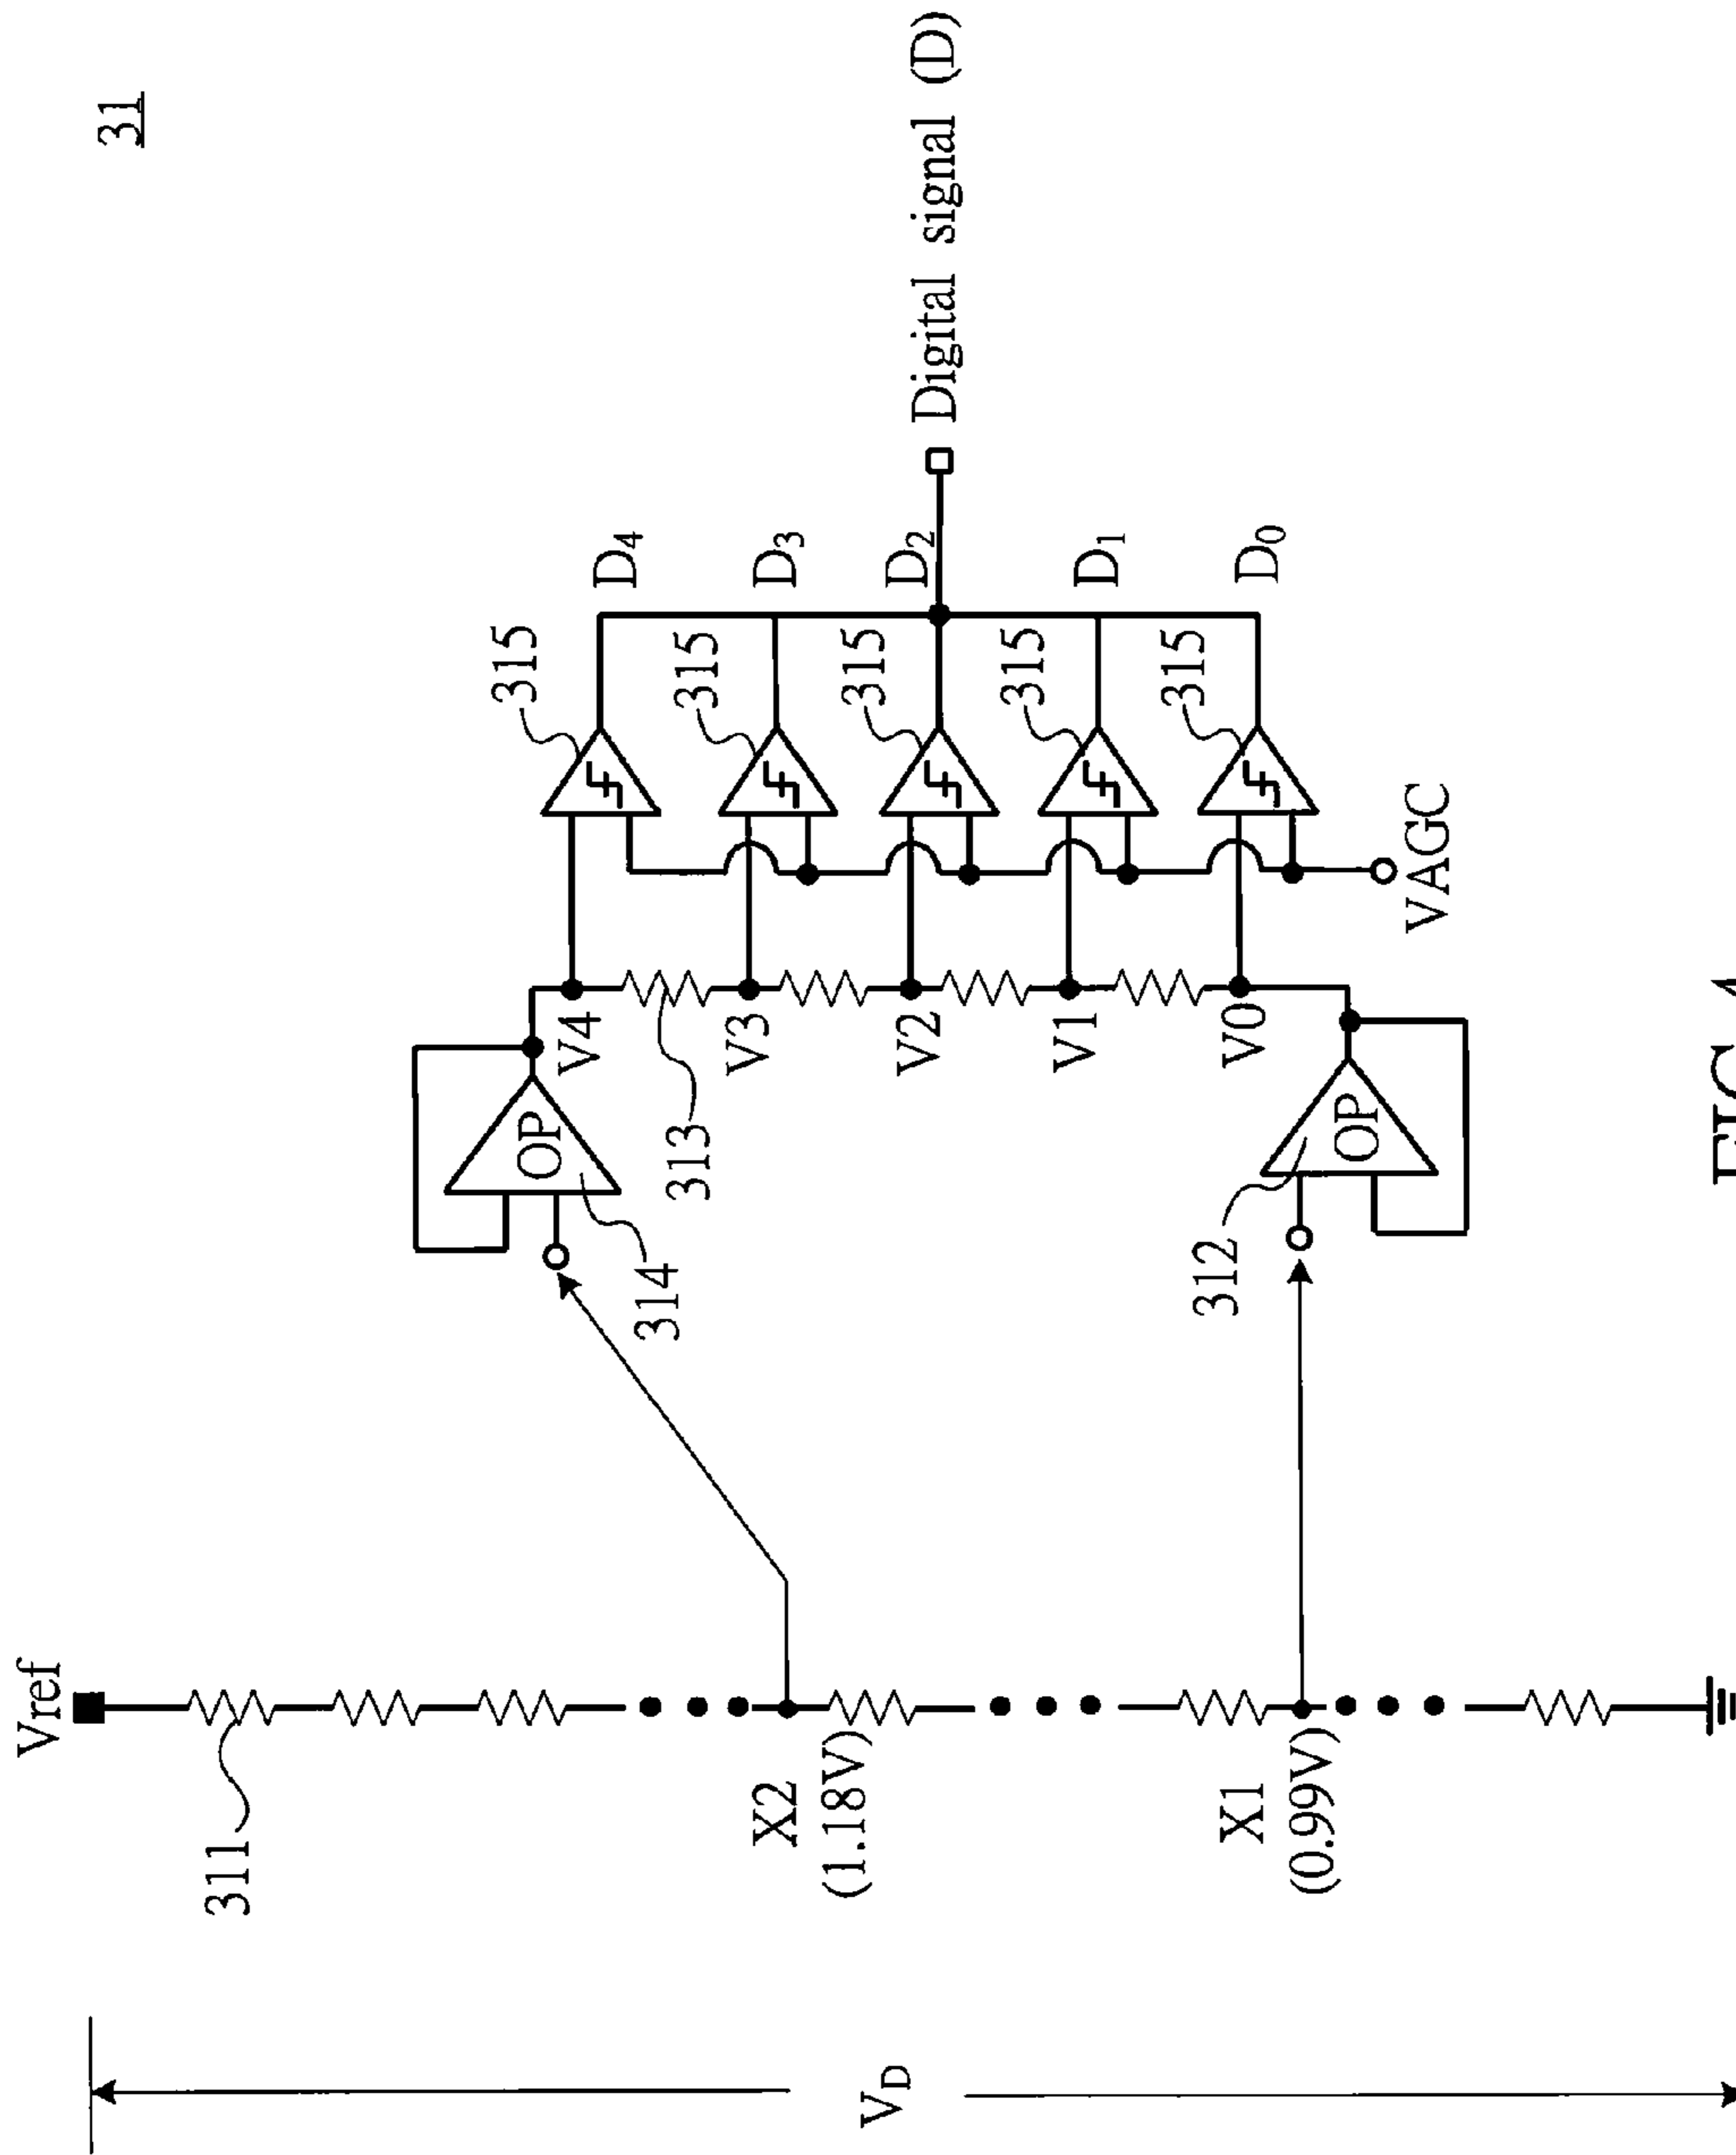 31
Vref
311
VD
X2
(1.18V)
X1
(0.99V)
314
OP
312
OP
313
V4
V3
V2
V1
V0
VAGC
315
315
315
315
315
D4
D3
D2
D1
D0
Digital signal (D)